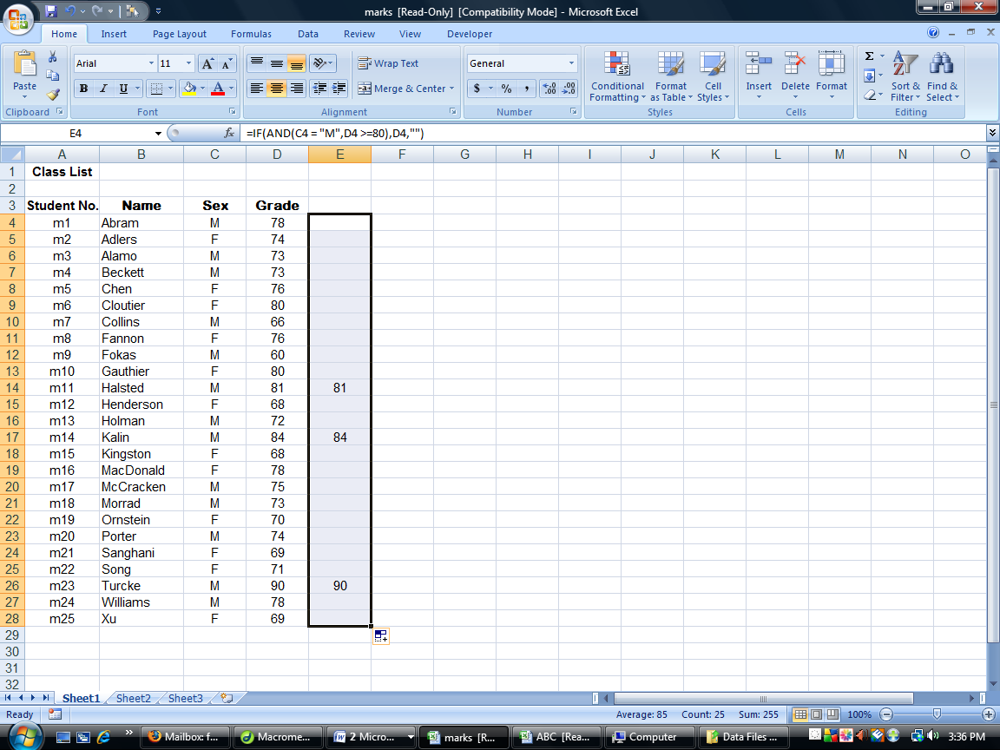 marks [Read-Only] [Compatibility Mode] - Microsoft Excel
Home Insert Page Layout Formulas Data Review View Developer
Paste Arial 11 Wrap Text General Conditional Formatting Format as Table Cell Styles Insert Delete Format Sort & Filter Find & Select
B I U Merge & Center $ % ,
Clipboard Font Alignment Number Styles Cells Editing
E4 fx =IF(AND(C4 = "M",D4 >=80),D4,"")
A B C D E F G H I J K L M N O
1 Class List
2
3 Student No. Name Sex Grade
4 m1 Abram M 78
5 m2 Adlers F 74
6 m3 Alamo M 73
7 m4 Beckett M 73
8 m5 Chen F 76
9 m6 Cloutier F 80
10 m7 Collins M 66
11 m8 Fannon F 76
12 m9 Fokas M 60
13 m10 Gauthier F 80
14 m11 Halsted M 81 81
15 m12 Henderson F 68
16 m13 Holman M 72
17 m14 Kalin M 84 84
18 m15 Kingston F 68
19 m16 MacDonald F 78
20 m17 McCracken M 75
21 m18 Morrad M 73
22 m19 Ornstein F 70
23 m20 Porter M 74
24 m21 Sanghani F 69
25 m22 Song F 71
26 m23 Turcke M 90 90
27 m24 Williams M 78
28 m25 Xu F 69
29
30
31
32
Sheet1 Sheet2 Sheet3
Ready Average: 85 Count: 25 Sum: 255 100%
Mailbox: f... Macrome... 2 Micro... marks [R... ABC [Rea... Computer Data Files ... 3:36 PM